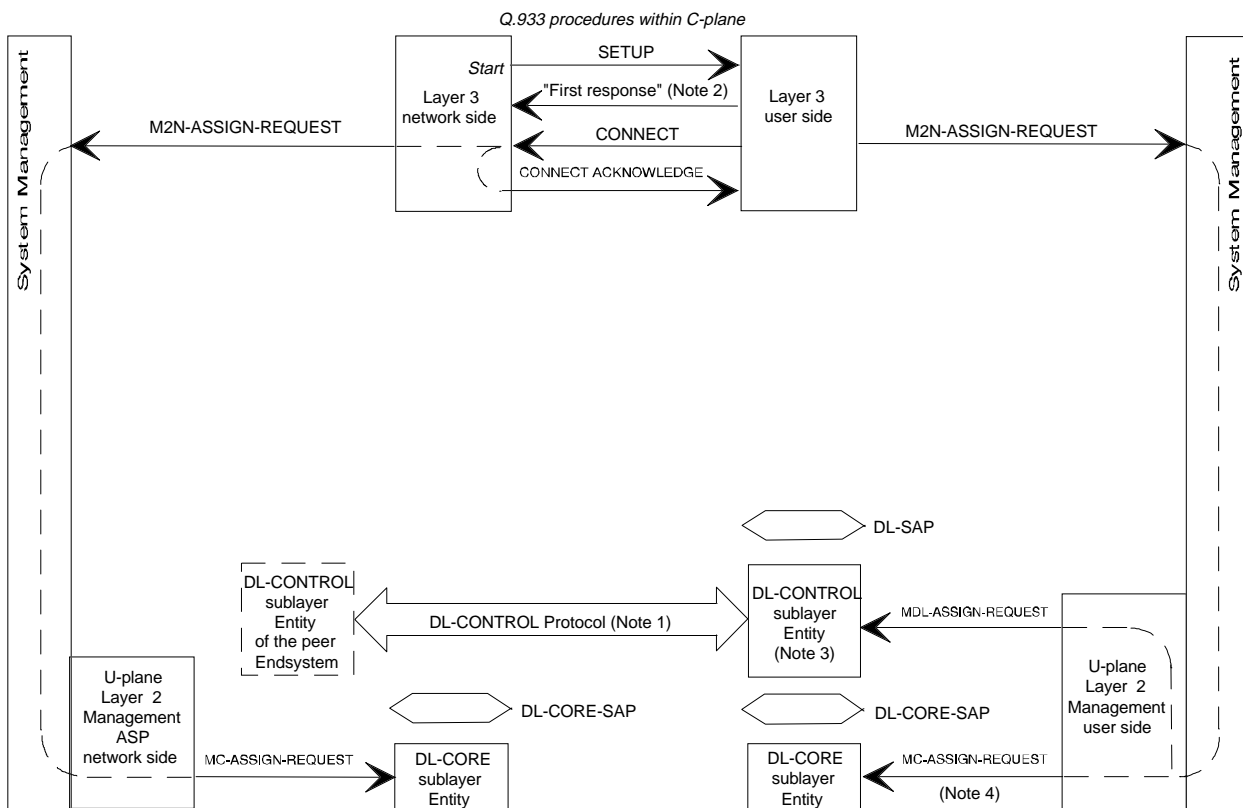 Q.933 procedures within C-plane
System Management
Start
Layer 3
network side
SETUP
"First response" (Note 2)
CONNECT
CONNECT ACKNOWLEDGE
Layer 3
user side
System Management
M2N-ASSIGN-REQUEST
M2N-ASSIGN-REQUEST
DL-SAP
DL-CONTROL
sublayer
Entity
of the peer
Endsystem
DL-CONTROL Protocol (Note 1)
DL-CONTROL
sublayer
Entity
(Note 3)
MDL-ASSIGN-REQUEST
U-plane
Layer 2
Management
ASP
network side
DL-CORE-SAP
DL-CORE-SAP
U-plane
Layer 2
Management
user side
MC-ASSIGN-REQUEST
DL-CORE
sublayer
Entity
DL-CORE
sublayer
Entity
MC-ASSIGN-REQUEST
(Note 4)